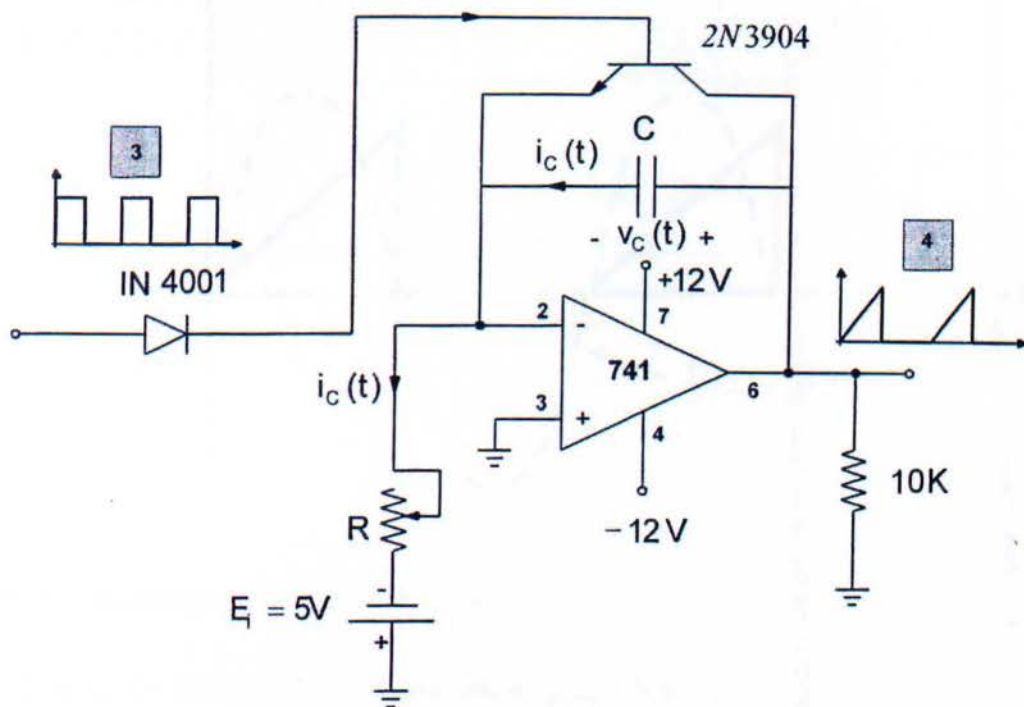 2N3904
3
C
i_C(t)
- v_C(t) +
4
IN 4001
+12V
2
-
7
741
6
i_C(t)
3
+
4
10K
R
-12V
-
E_i = 5V
+